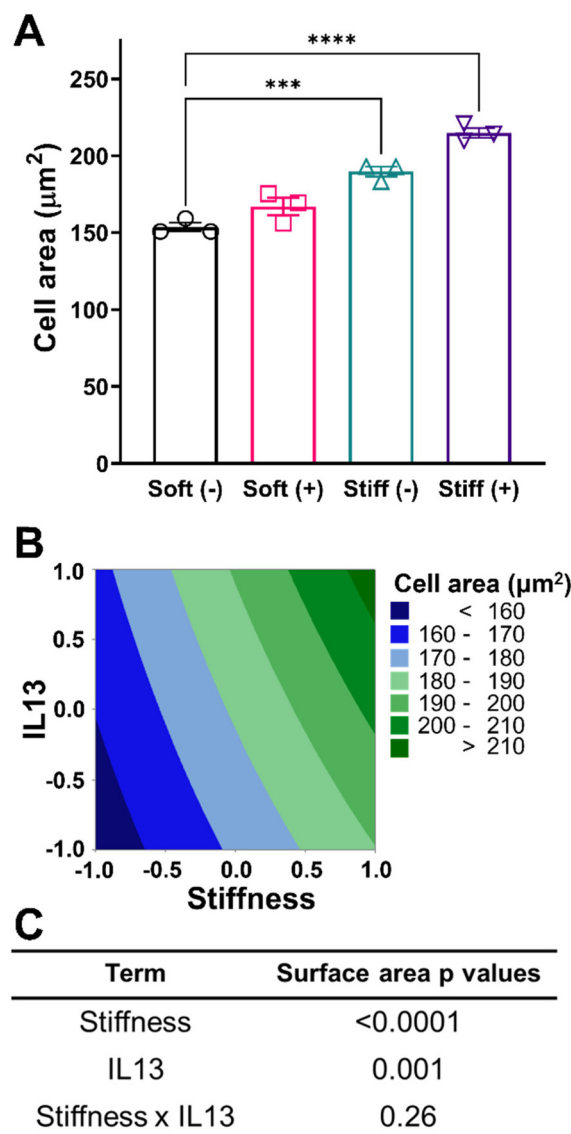 A
****
***
250
200
150
100
50
0
Cell area (μm²)
Soft (-) Soft (+) Stiff (-) Stiff (+)
B
1.0
0.5
0.0
-0.5
-1.0
IL13
-1.0 -0.5 0.0 0.5 1.0
Stiffness
Cell area (μm²)
< 160
160 - 170
170 - 180
180 - 190
190 - 200
200 - 210
> 210
C
Term Surface area p values
Stiffness <0.0001
IL13 0.001
Stiffness x IL13 0.26